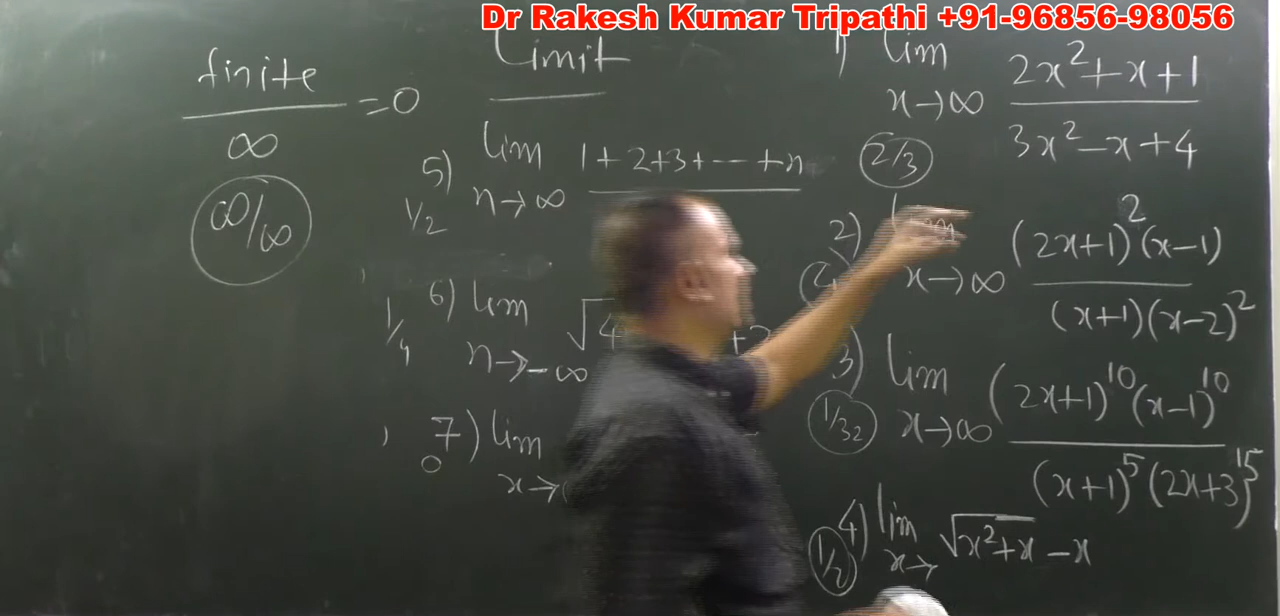 Dr Rakesh Kumar Tripathi +91-96856-98056
finite
∞
=0
∞/∞
Limit
5) lim n→∞ 1+2+3+---+n
1/2
6) lim n→-∞ √4 +2
1/4
7) lim x→
0
1) lim x→∞ 2x²+x+1
3x²-x+4
2/3
2) lim x→∞ (2x+1)²(x-1)
(x+1)(x-2)²
3) lim x→∞ (2x+1)¹⁰(x-1)¹⁰
(x+1)⁵(2x+3)¹⁵
1/32
4) lim x→ √x²+x -x
1/2